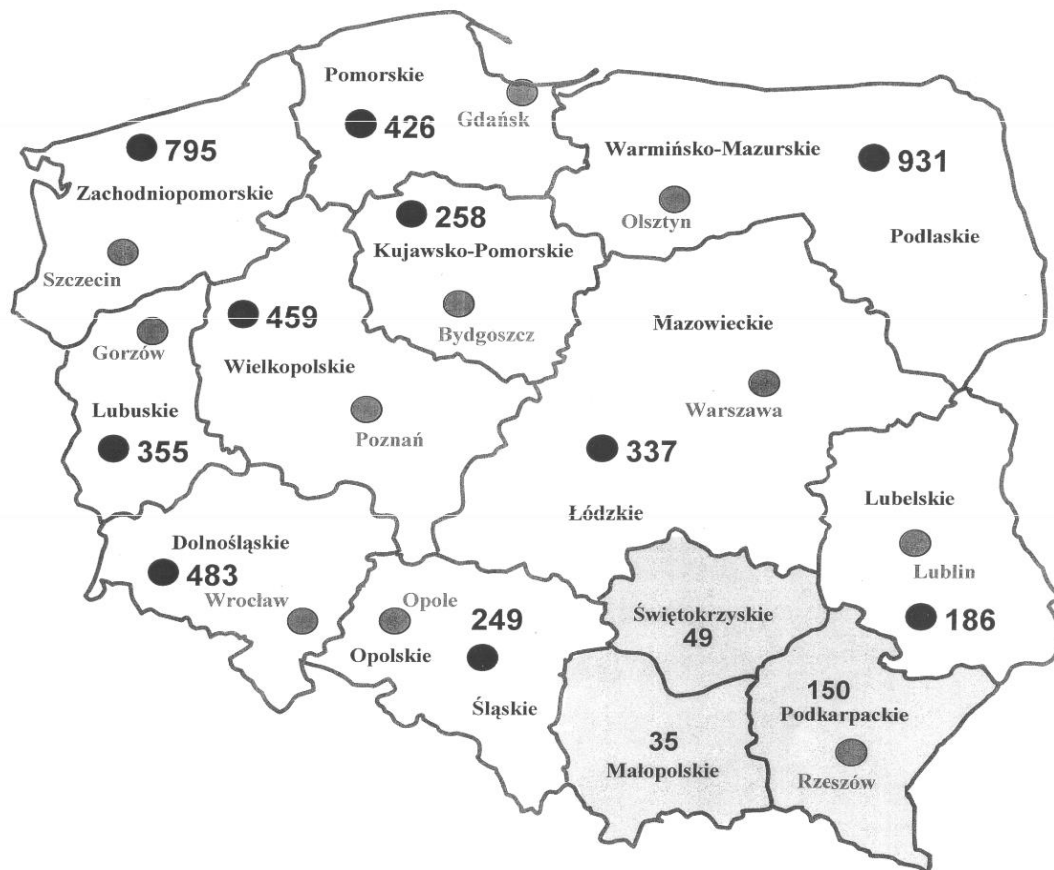 Pomorskie
Gdańsk
426
795
Zachodniopomorskie
Szczecin
Warmińsko-Mazurskie
931
Olsztyn
Podlaskie
258
Kujawsko-Pomorskie
Bydgoszcz
459
Wielkopolskie
Poznań
Gorzów
Lubuskie
355
Mazowieckie
Warszawa
337
Łódzkie
Lubelskie
Lublin
186
Dolnośląskie
483
Wrocław
Opole
249
Opolskie
Śląskie
Świętokrzyskie
49
35
Małopolskie
150
Podkarpackie
Rzeszów